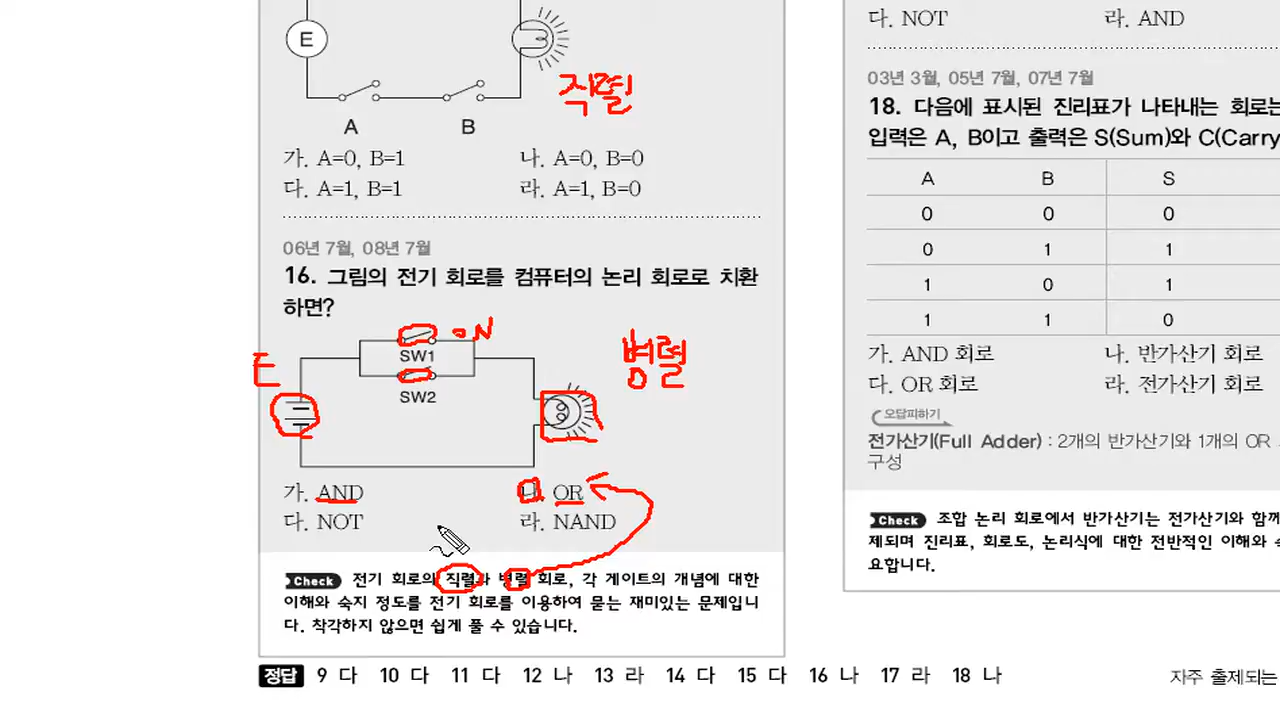 E
직렬
A B
가. A=0, B=1 나. A=0, B=0
다. A=1, B=1 라. A=1, B=0
06년 7월, 08년 7월
16. 그림의 전기 회로를 컴퓨터의 논리 회로로 치환
하면?
ON
SW1
병렬
E
SW2
가. AND 나. OR
다. NOT 라. NAND
Check 전기 회로의 직렬과 병렬 회로, 각 게이트의 개념에 대한
이해와 숙지 정도를 전기 회로를 이용하여 묻는 재미있는 문제입니
다. 착각하지 않으면 쉽게 풀 수 있습니다.
다. NOT 라. AND
03년 3월, 05년 7월, 07년 7월
18. 다음에 표시된 진리표가 나타내는 회로는
입력은 A, B이고 출력은 S(Sum)와 C(Carry
A B S
0 0 0
0 1 1
1 0 1
1 1 0
가. AND 회로 나. 반가산기 회로
다. OR 회로 라. 전가산기 회로
오답피하기
전가산기(Full Adder) : 2개의 반가산기와 1개의 OR
구성
Check 조합 논리 회로에서 반가산기는 전가산기와 함께
제되며 진리표, 회로도, 논리식에 대한 전반적인 이해와
요합니다.
정답 9 다 10 다 11 다 12 나 13 라 14 다 15 다 16 나 17 라 18 나
자주 출제되는